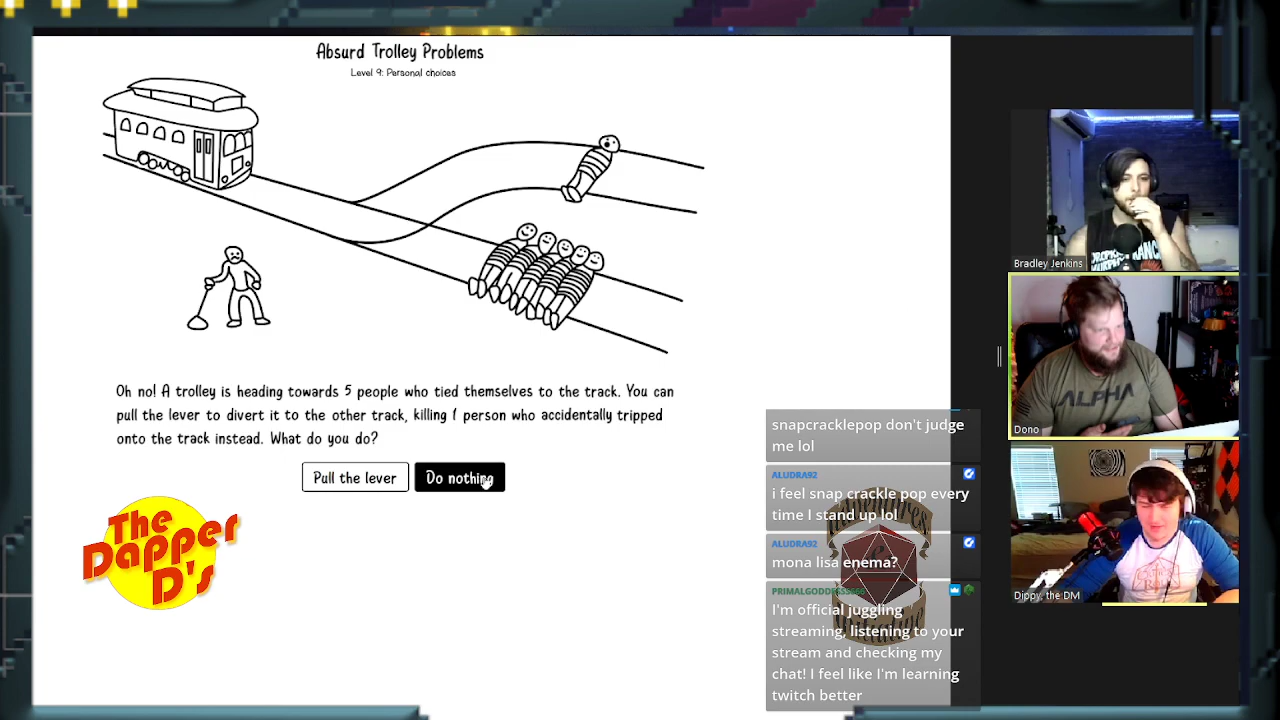 Absurd Trolley Problems
Level 9: Personal choices
Oh no! A trolley is heading towards 5 people who tied themselves to the track. You can
pull the lever to divert it to the other track, killing 1 person who accidentally tripped
onto the track instead. What do you do?
Pull the lever
Do nothing
The
Dapper
D's
Bradley Jenkins
Dono
Dippy, the DM
ALPHA
snapcracklepop don't judge
me lol
ALUDRA92
i feel snap crackle pop every
time I stand up lol
ALUDRA92
mona lisa enema?
I'm official juggling
streaming, listening to your
stream and checking my
chat! I feel like I'm learning
twitch better